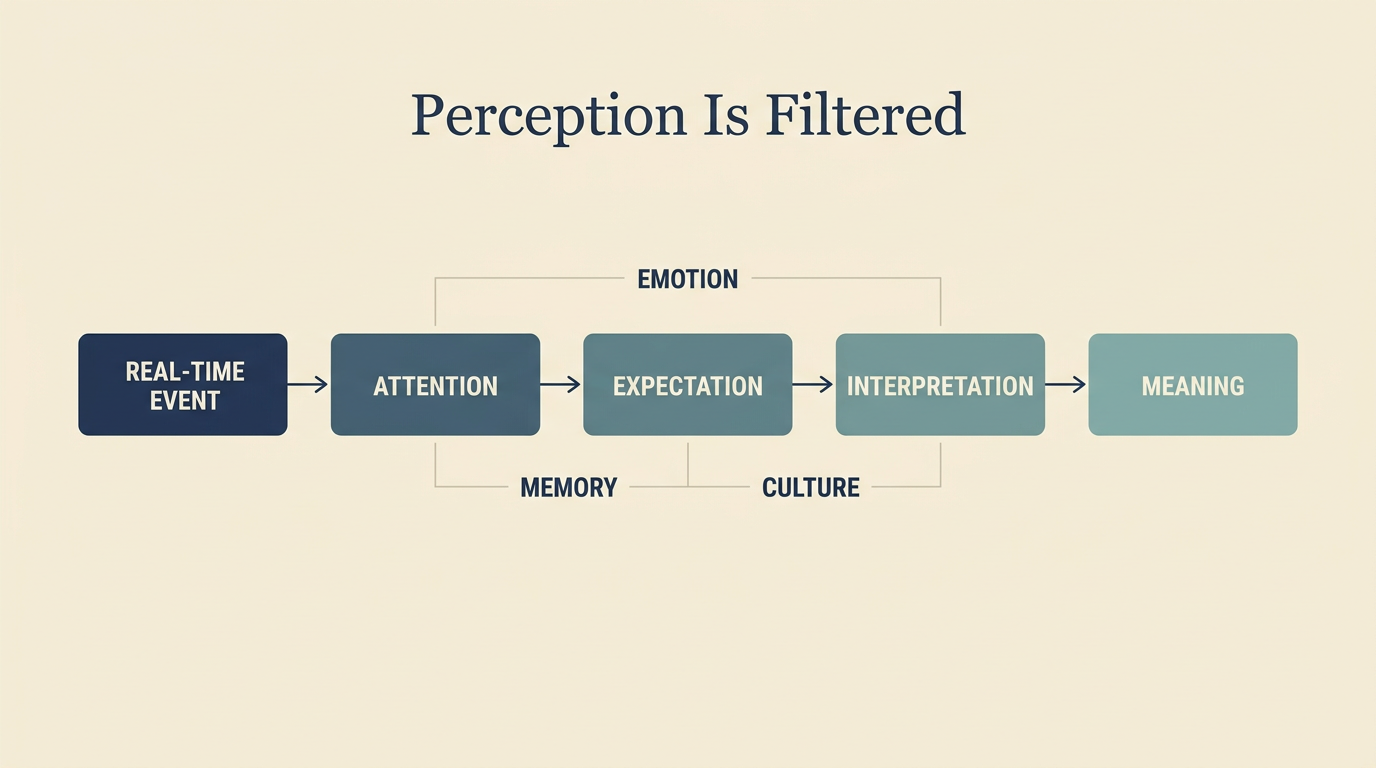 Perception Is Filtered
EMOTION
REAL-TIME
EVENT
ATTENTION
EXPECTATION
INTERPRETATION
MEANING
MEMORY
CULTURE